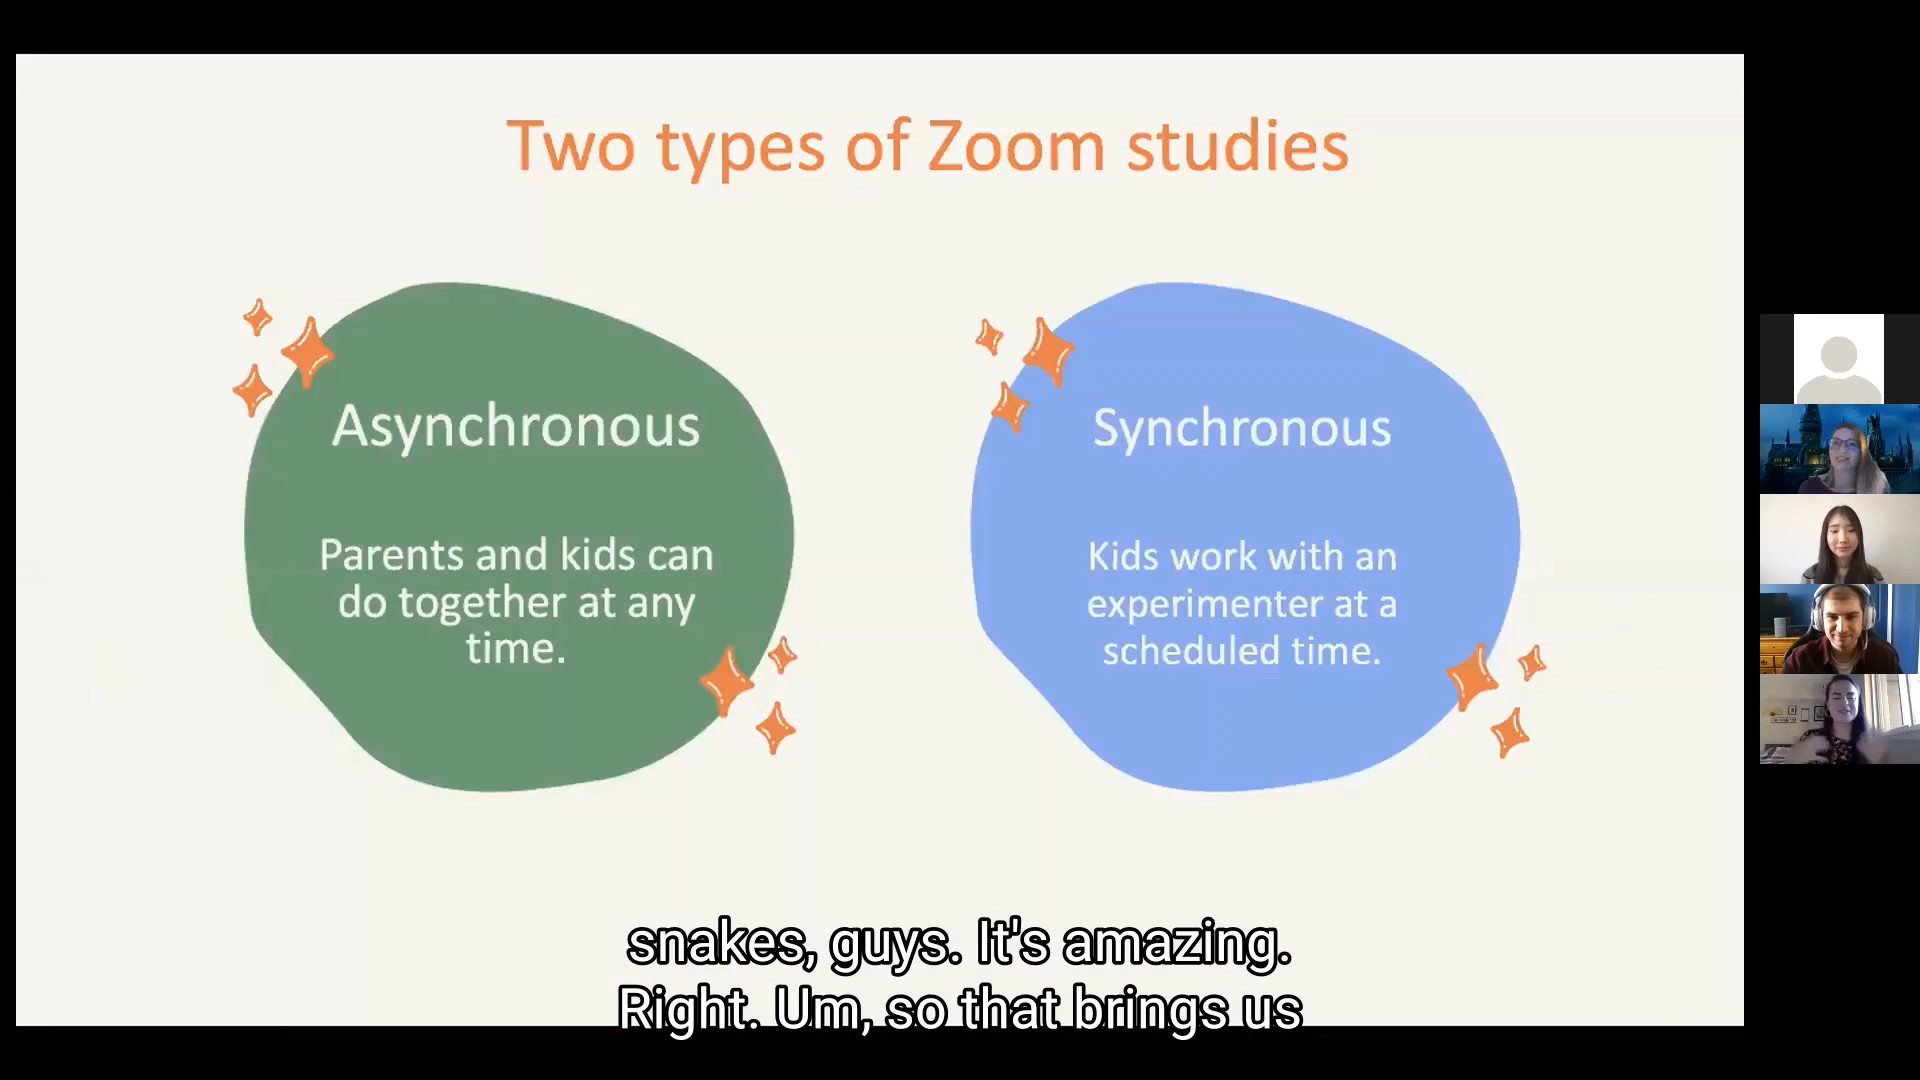 Two types of Zoom studies
Asynchronous
Parents and kids can
do together at any
time.
Synchronous
Kids work with an
experimenter at a
scheduled time.
snakes, guys. It's amazing.
Right. Um, so that brings us